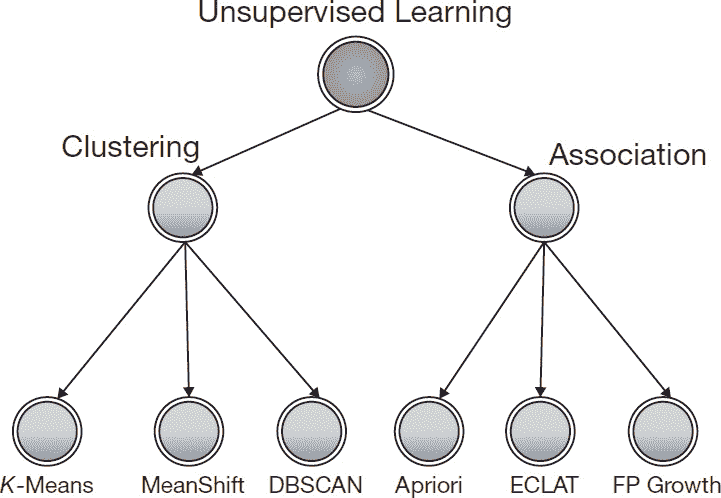 Unsupervised Learning
Clustering
Association
K-Means MeanShift DBSCAN Apriori ECLAT FP Growth